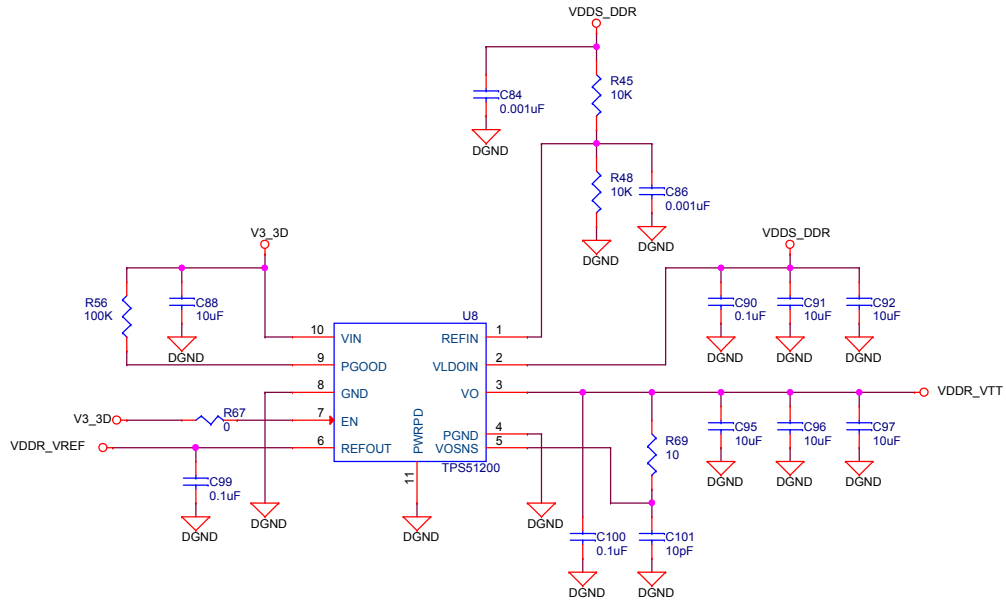 VDDS_DDR
R45
10K
C84
0.001uF
DGND
R48
10K
C86
0.001uF
DGND
DGND
V3_3D
VDDS_DDR
R56
100K
C88
10uF
DGND
C90
0.1uF
C91
10uF
C92
10uF
DGND
DGND
DGND
U8
10
VIN
REFIN
1
9
PGOOD
VLDOIN
2
8
GND
VO
3
VDDR_VTT
V3_3D
R67
0
7
EN
PGND
4
VDDR_VREF
6
REFOUT
VOSNS
5
PWRPD
TPS51200
11
R69
10
C95
10uF
C96
10uF
C97
10uF
DGND
DGND
DGND
C99
0.1uF
DGND
DGND
DGND
DGND
C100
0.1uF
C101
10pF
DGND
DGND